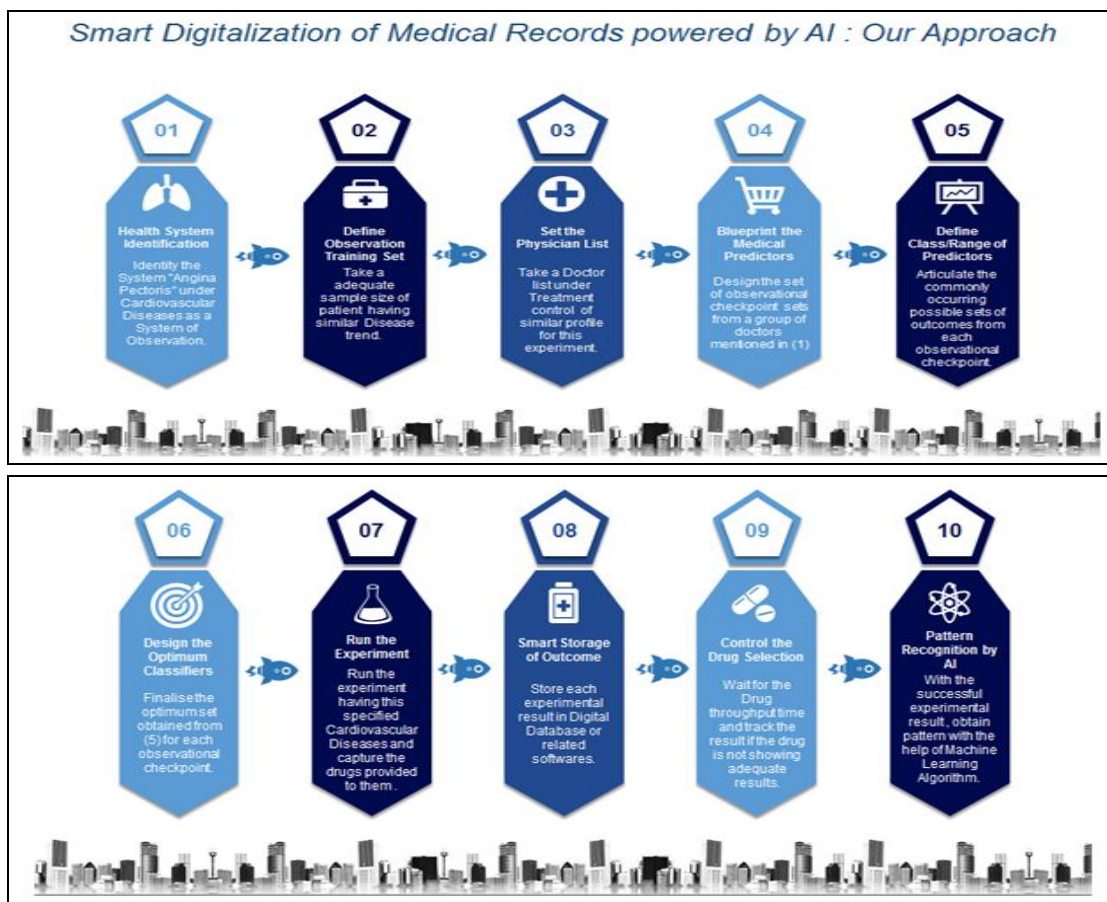 Smart Digitalization of Medical Records powered by AI : Our Approach
01
Health System
Identification
Identity the
System "Angina
Pectoris" under
Cardiovascular
Diseases as a
System of
Observation.
02
Define
Observation
Training Set
Take a
adequate
sample size of
patient having
similar Disease
trend.
03
Set the
Physician List
Take a Doctor
list under
Treatment
control of
similar profile
for this
experiment.
04
Blueprint the
Medical
Predictors
Design the set
of observational
checkpoint sets
from a group of
doctors
mentioned in (1)
05
Define
Class/Range of
Predictors
Articulate the
commonly
occurring
possible sets of
outcomes from
each
observational
checkpoint.
06
Design the
Optimum
Classifiers
Finalise the
optimum set
obtained from
(5) for each
observational
checkpoint.
07
Run the
Experiment
Run the
experiment
having this
specified
Cardiovascular
Diseases and
capture the
drugs provided
to them.
08
Smart Storage
of Outcome
Store each
experimental
result in Digital
Database or
related
softwares.
09
Control the
Drug Selection
Wait for the
Drug
throughput time
and track the
result if the drug
is not showing
adequate
results.
10
Pattern
Recognition by
AI
With the
successful
experimental
result, obtain
pattern with the
help of Machine
Learning
Algorithm.